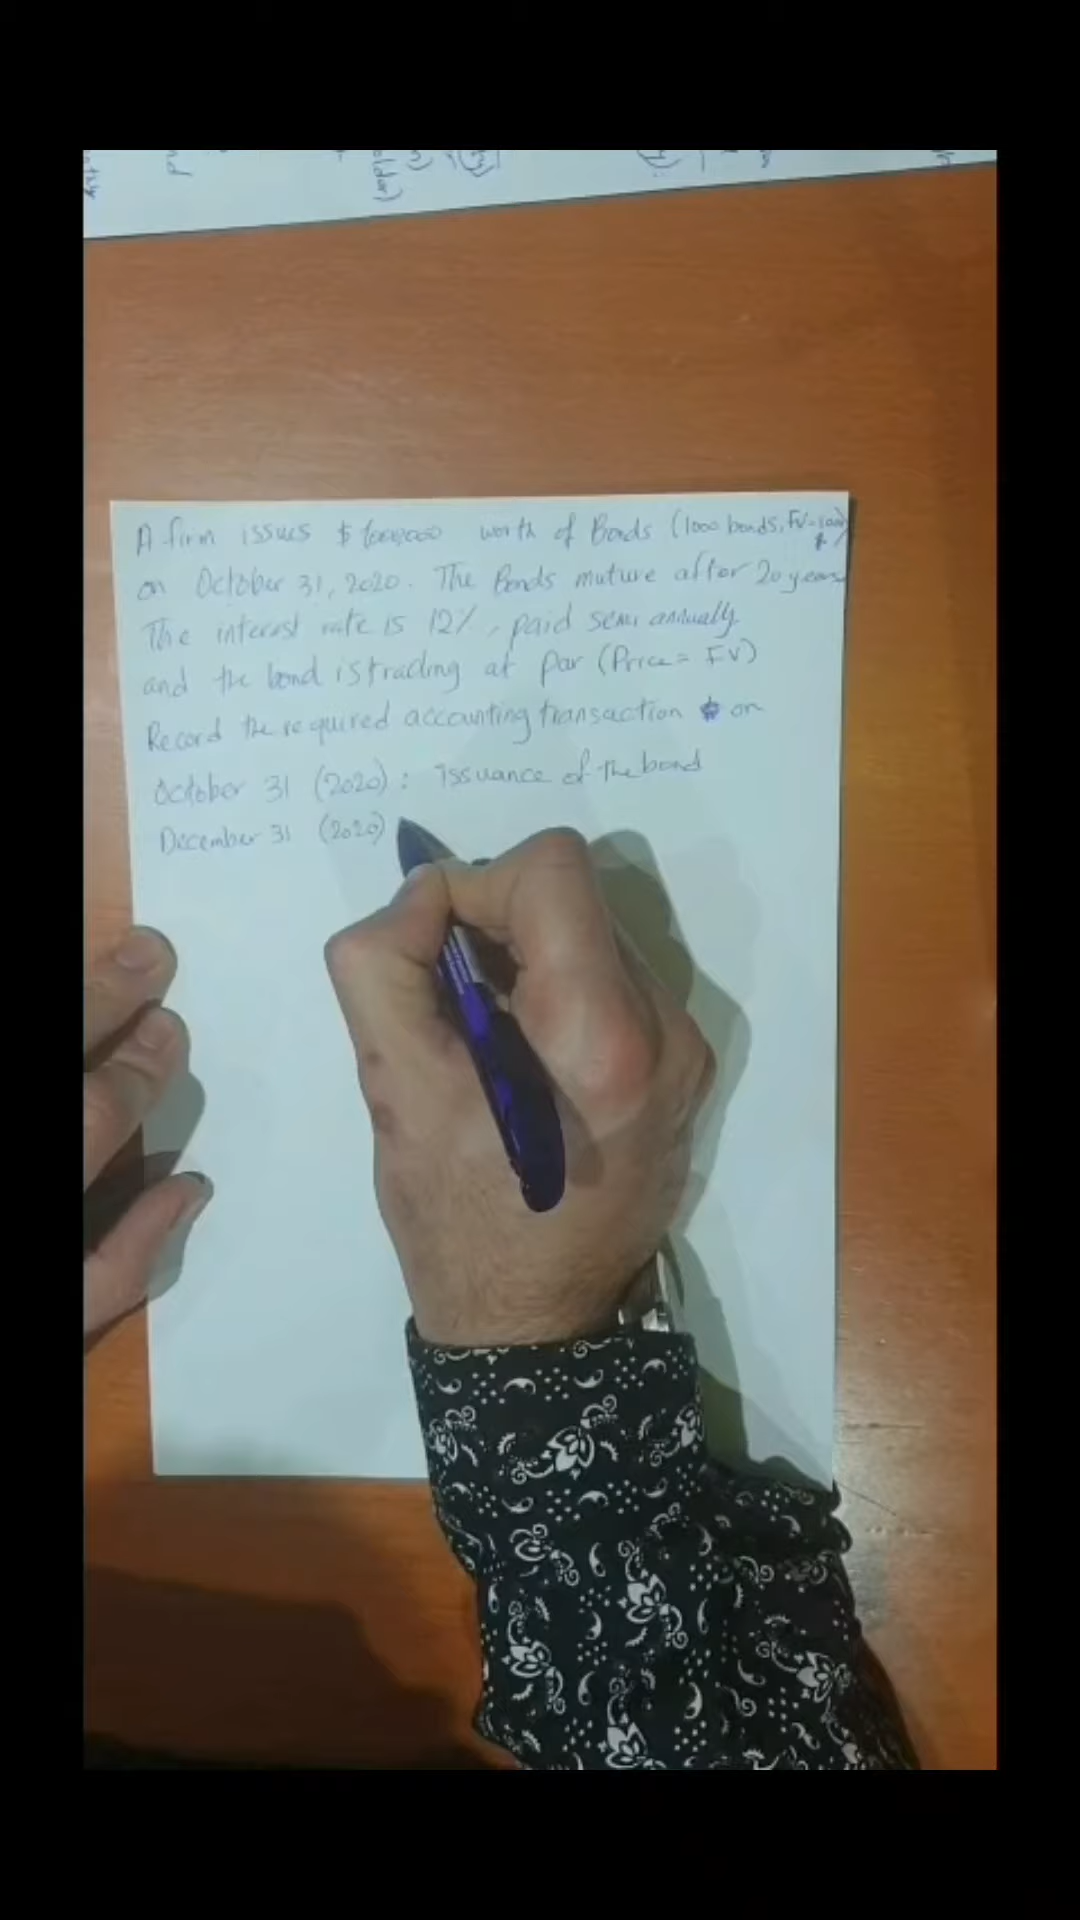 A firm issues $ 1000000 worth of Bonds (1000 bonds, FV=1000
on October 31, 2020. The Bonds muture after 20 years
The interest rate is 12%, paid semi annually
and the bond is trading at par (Price = FV)
Record the required accounting transaction on
October 31 (2020): issuance of the bond
December 31 (2020)